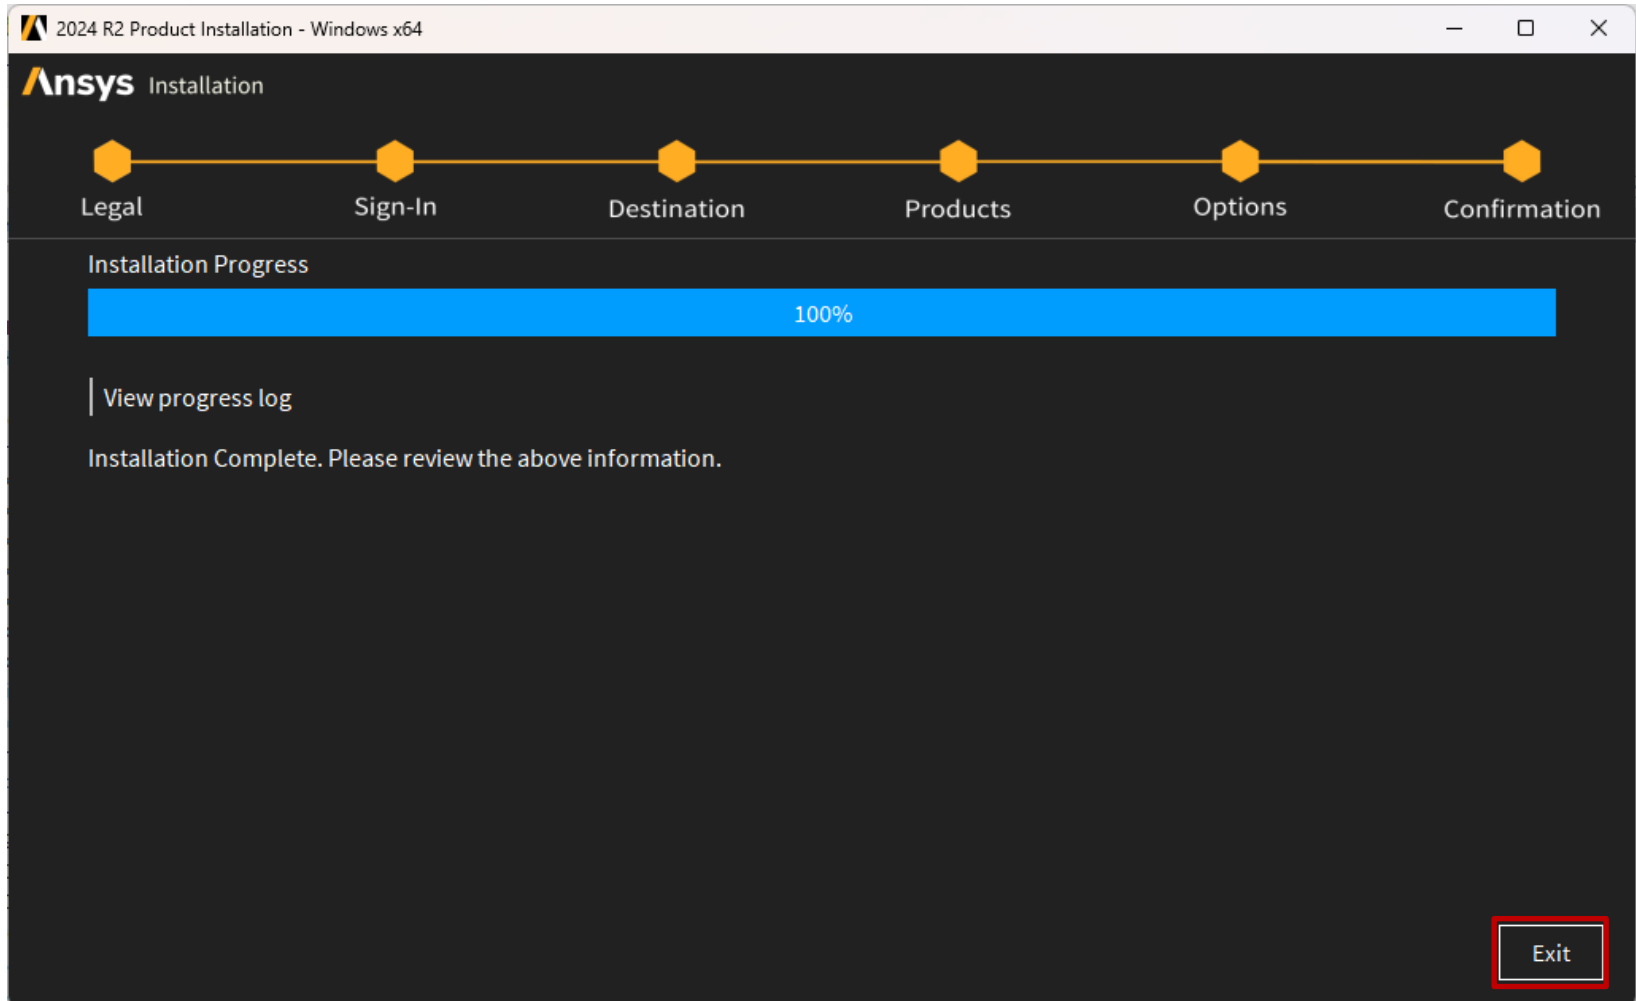 2024 R2 Product Installation - Windows x64
Ansys Installation
Legal Sign-In Destination Products Options Confirmation
Installation Progress
100%
View progress log
Installation Complete. Please review the above information.
Exit